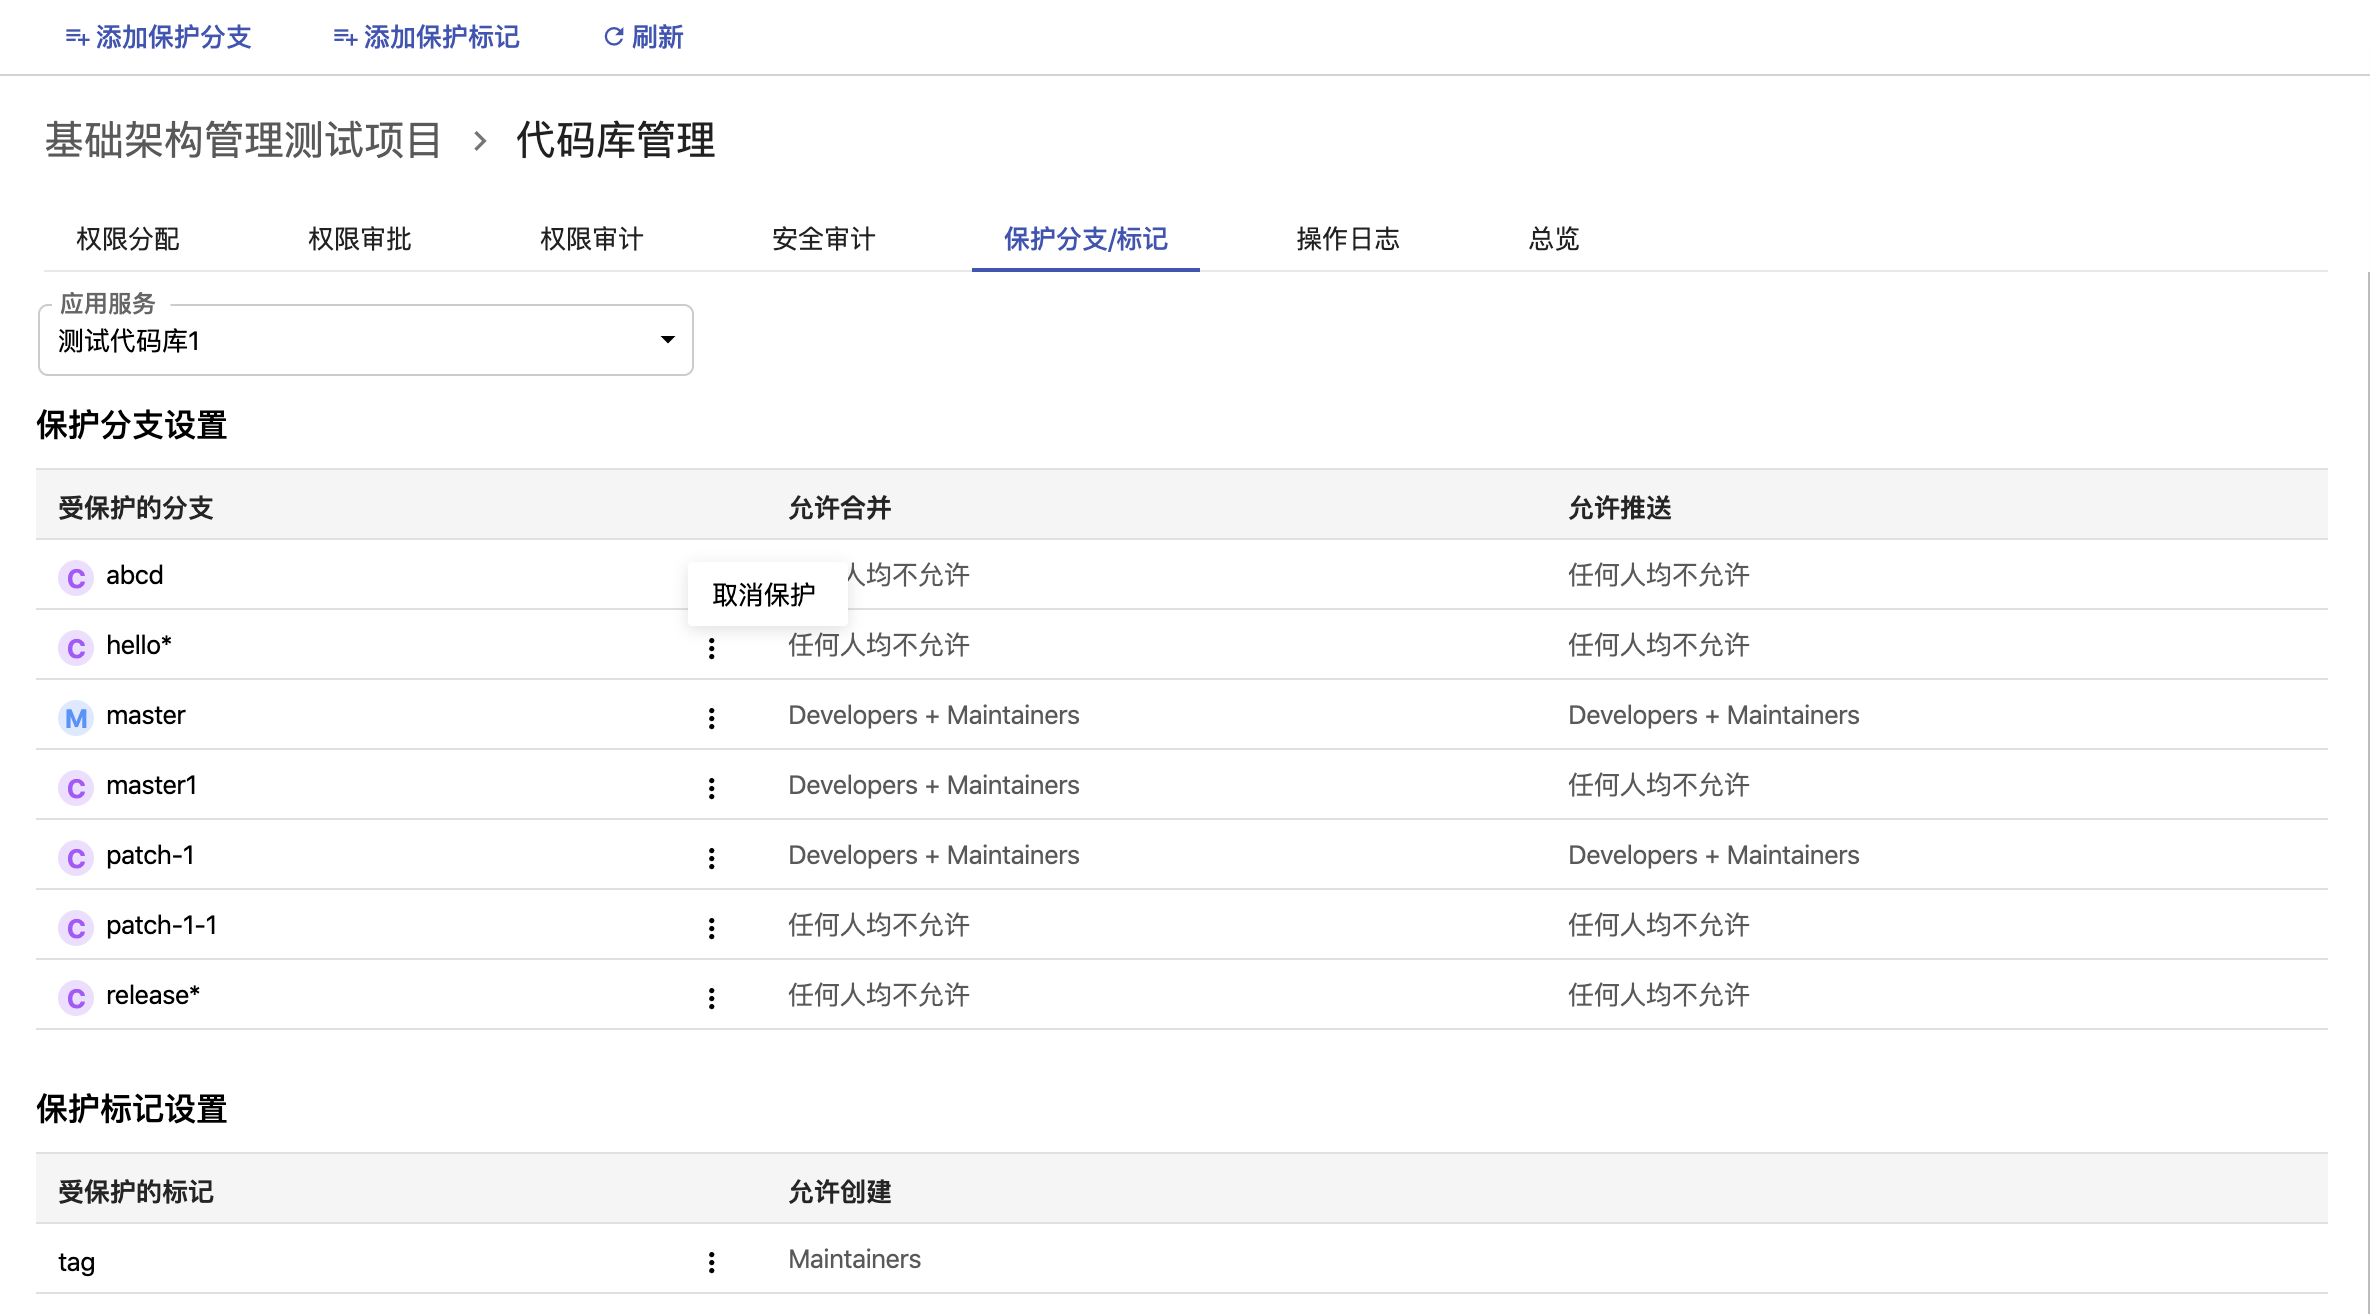 添加保护分支 添加保护标记 刷新
基础架构管理测试项目 › 代码库管理
权限分配 权限审批 权限审计 安全审计 保护分支/标记 操作日志 总览
应用服务
测试代码库1
保护分支设置
受保护的分支 允许合并 允许推送
C abcd 取消保护 人均不允许 任何人均不允许
C hello* 任何人均不允许 任何人均不允许
M master Developers + Maintainers Developers + Maintainers
C master1 Developers + Maintainers 任何人均不允许
C patch-1 Developers + Maintainers Developers + Maintainers
C patch-1-1 任何人均不允许 任何人均不允许
C release* 任何人均不允许 任何人均不允许
保护标记设置
受保护的标记 允许创建
tag Maintainers